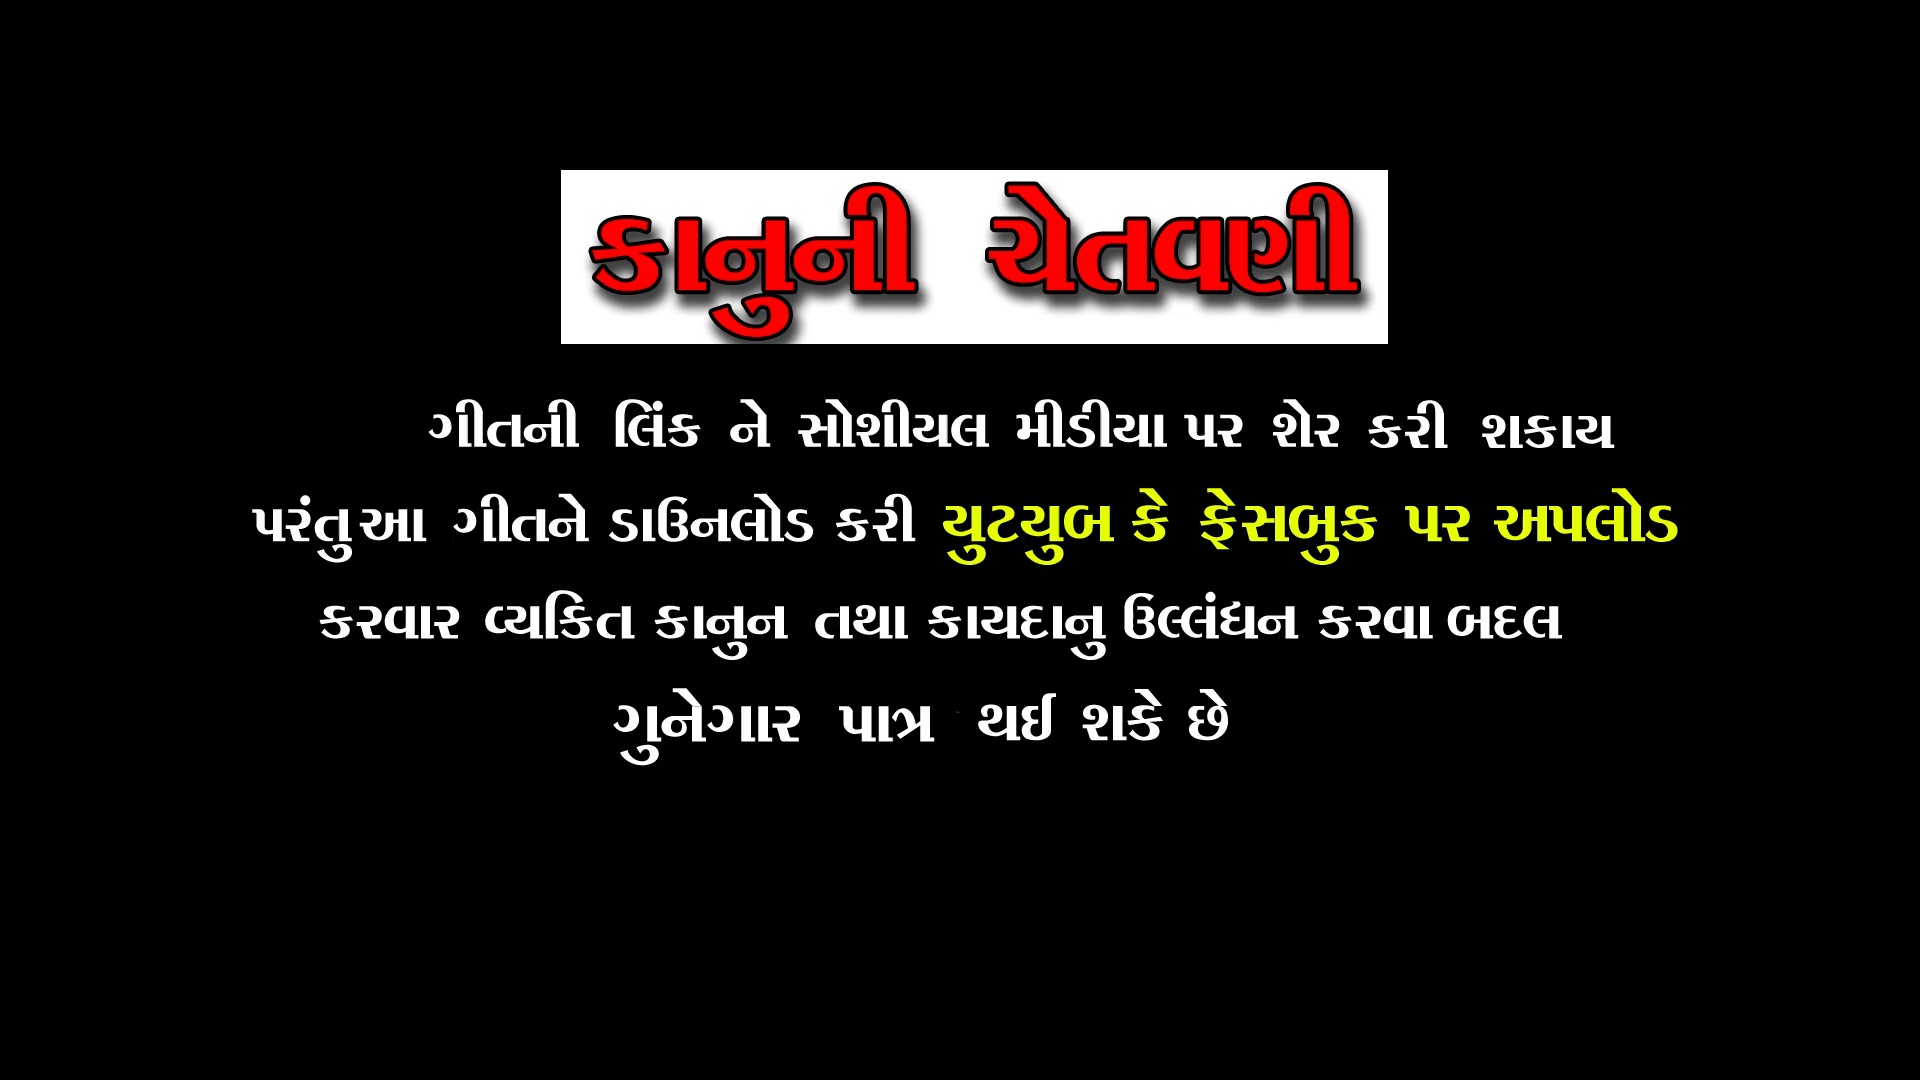 કાનુની ચેતવણી
ગીતની લિંક ને સોશીયલ મીડીયા પર શેર કરી શકાય
પરંતુ આ ગીતને ડાઉનલોડ કરી યુટયુબ કે ફેસબુક પર અપલોડ
કરવાર વ્યકિત કાનુન તથા કાયદાનુ ઉલ્લંઘન કરવા બદલ
ગુનેગાર પાત્ર થઈ શકે છે